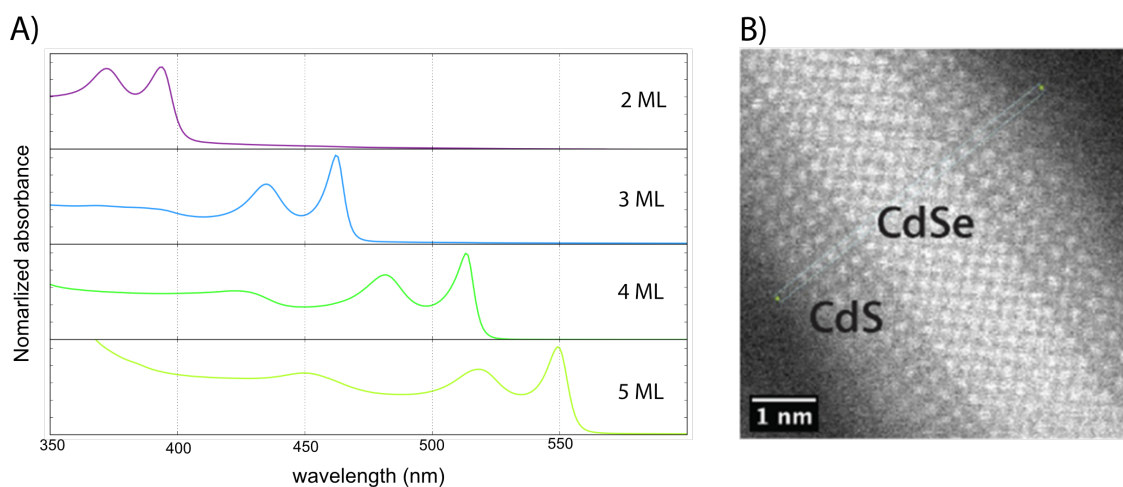 A)
B)
2 ML
3 ML
4 ML
5 ML
Nomarlized absorbance
350
400
450
500
550
wavelength (nm)
CdSe
CdS
1 nm